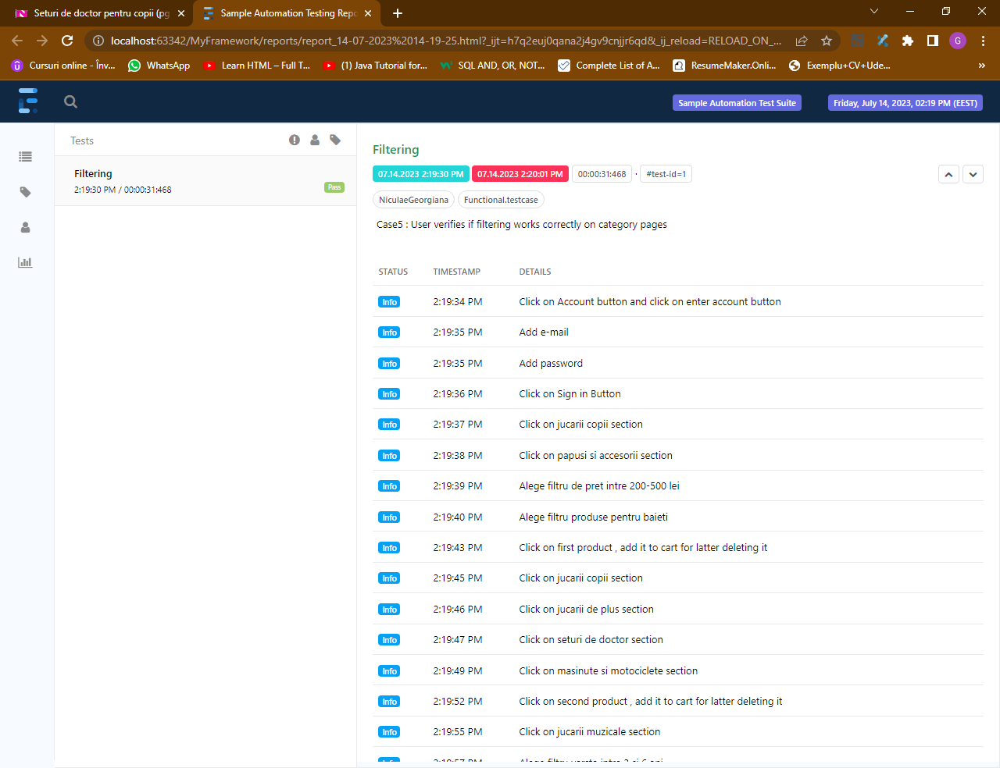 Seturi de doctor pentru copii (pg
Sample Automation Testing Repo
localhost:63342/MyFramework/reports/report_14-07-2023%2014-19-25.html?_ijt=h7q2euj0qana2j4gv9cnjjr6qd&_ij_reload=RELOAD_ON_...
G
Cursuri online - Înv...
WhatsApp
Learn HTML – Full T...
(1) Java Tutorial for...
SQL AND, OR, NOT...
Complete List of A...
ResumeMaker.Onli...
Exemplu+CV+Ude...
»
Sample Automation Test Suite
Friday, July 14, 2023, 02:19 PM (EEST)
Tests
Filtering
2:19:30 PM / 00:00:31:468
Pass
Filtering
07.14.2023 2:19:30 PM 07.14.2023 2:20:01 PM 00:00:31:468 · #test-id=1
NiculaeGeorgiana Functional.testcase
Case5 : User verifies if filtering works correctly on category pages
STATUS TIMESTAMP DETAILS
Info 2:19:34 PM Click on Account button and click on enter account button
Info 2:19:35 PM Add e-mail
Info 2:19:35 PM Add password
Info 2:19:36 PM Click on Sign in Button
Info 2:19:37 PM Click on jucarii copii section
Info 2:19:38 PM Click on papusi si accesorii section
Info 2:19:39 PM Alege filtru de pret intre 200-500 lei
Info 2:19:40 PM Alege filtru produse pentru baieti
Info 2:19:43 PM Click on first product , add it to cart for latter deleting it
Info 2:19:45 PM Click on jucarii copii section
Info 2:19:46 PM Click on jucarii de plus section
Info 2:19:47 PM Click on seturi de doctor section
Info 2:19:49 PM Click on masinute si motociclete section
Info 2:19:52 PM Click on second product , add it to cart for latter deleting it
Info 2:19:55 PM Click on jucarii muzicale section